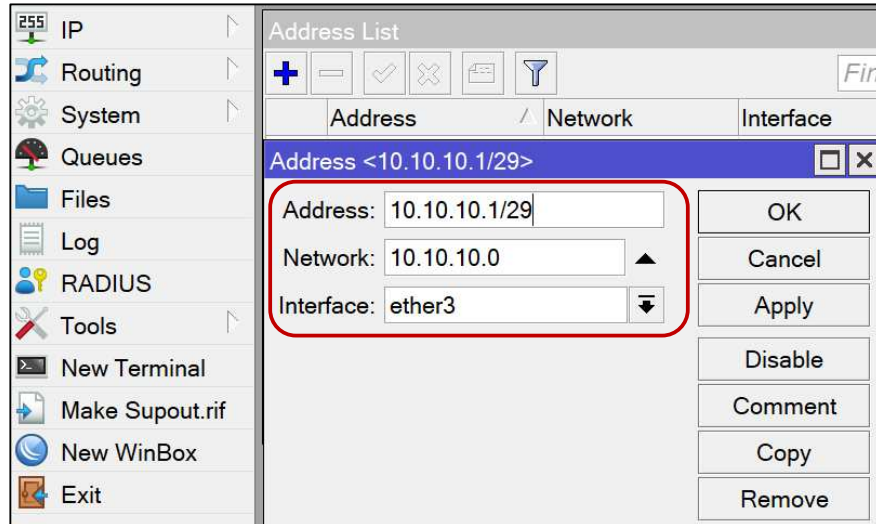 255 IP
Routing
System
Queues
Files
Log
RADIUS
Tools
New Terminal
Make Supout.rif
New WinBox
Exit
Address List
Fin
Address Network Interface
Address <10.10.10.1/29>
Address: 10.10.10.1/29
Network: 10.10.10.0
Interface: ether3
OK
Cancel
Apply
Disable
Comment
Copy
Remove